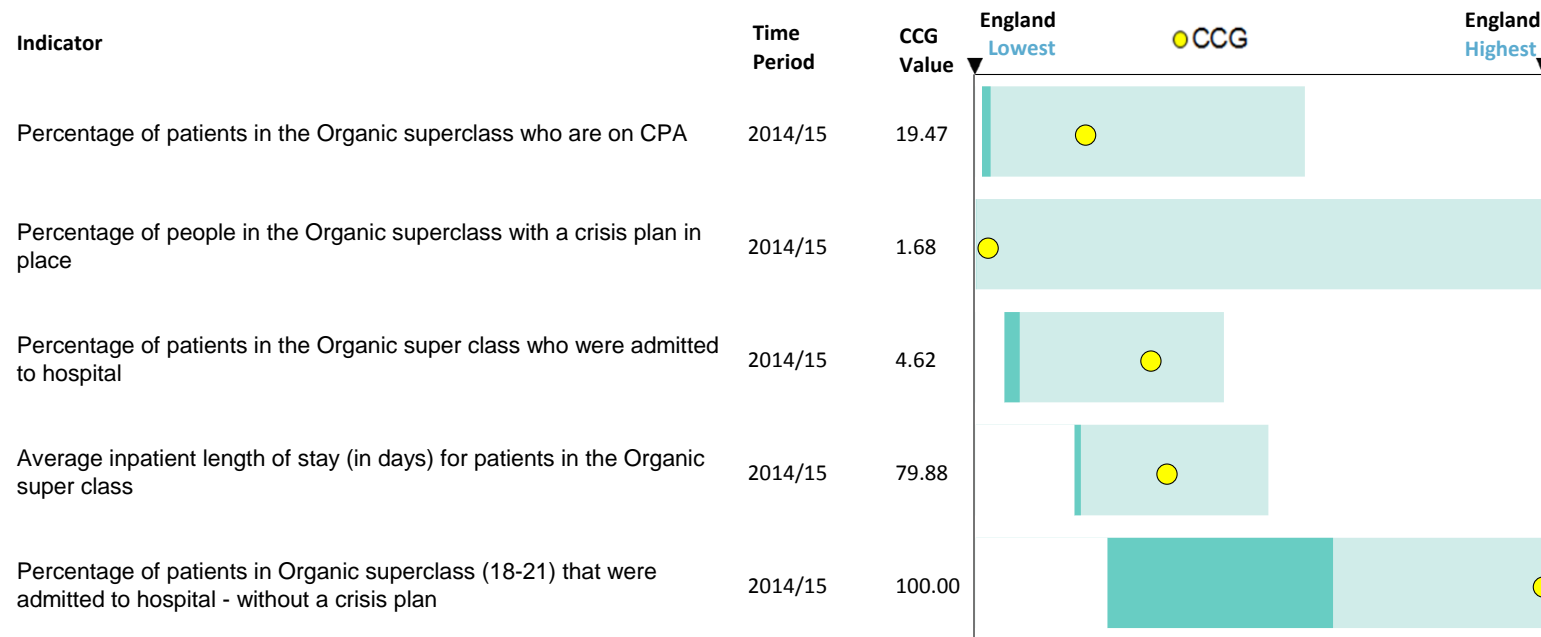 Indicator
Time Period
CCG Value
England Lowest
CCG
England Highest
Percentage of patients in the Organic superclass who are on CPA
2014/15
19.47
Percentage of people in the Organic superclass with a crisis plan in
place
2014/15
1.68
Percentage of patients in the Organic super class who were admitted
to hospital
2014/15
4.62
Average inpatient length of stay (in days) for patients in the Organic
super class
2014/15
79.88
Percentage of patients in Organic superclass (18-21) that were
admitted to hospital - without a crisis plan
2014/15
100.00